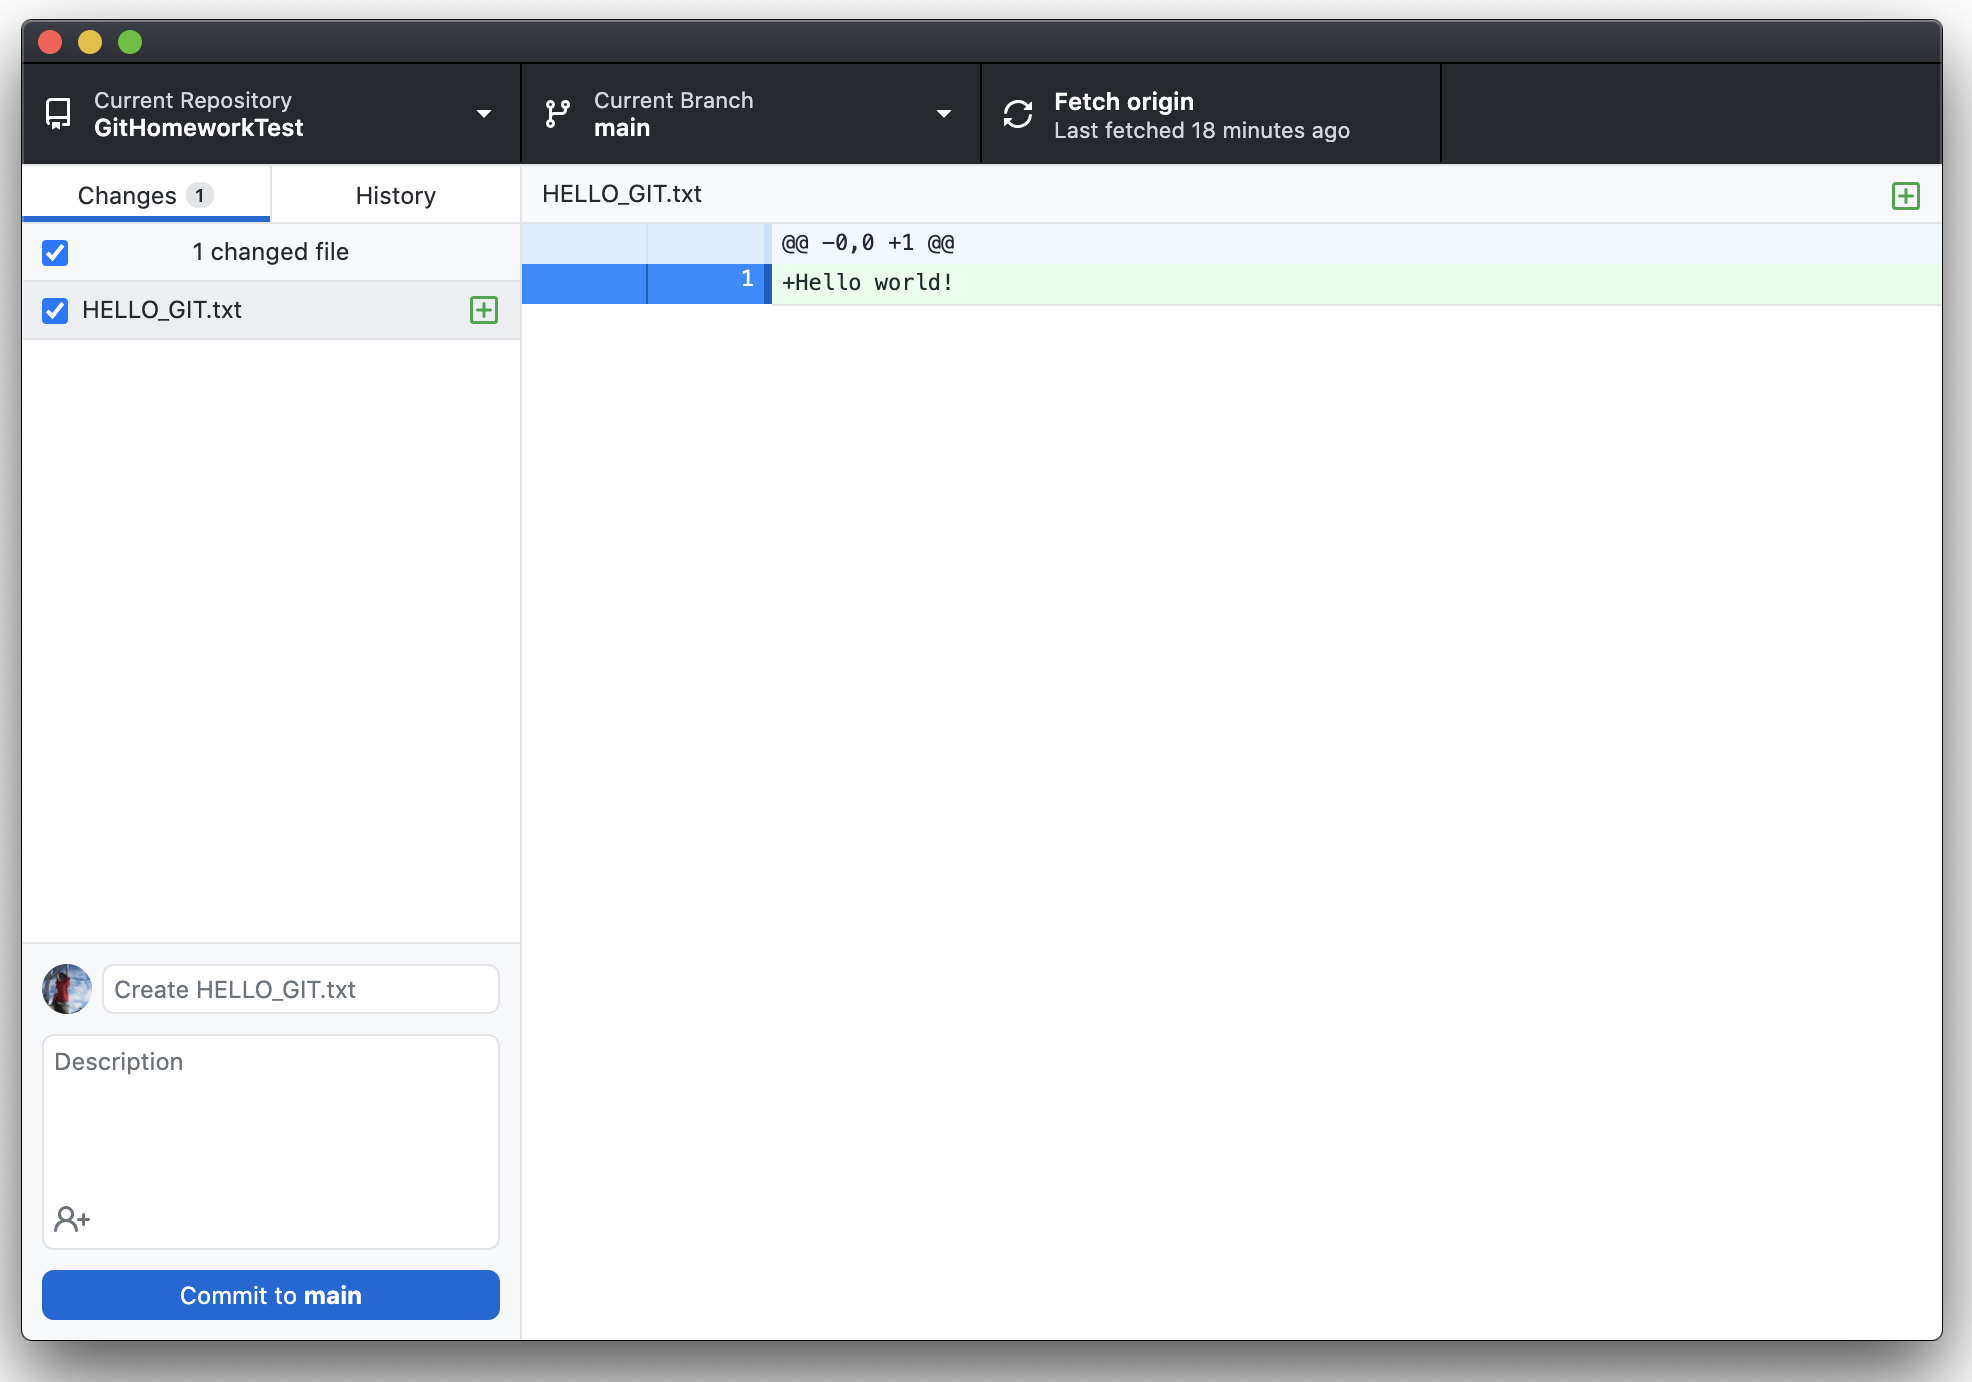 Current Repository
GitHomeworkTest
Current Branch
main
Fetch origin
Last fetched 18 minutes ago
Changes 1
History
HELLO_GIT.txt
1 changed file
HELLO_GIT.txt
@@ -0,0 +1 @@
1 +Hello world!
Create HELLO_GIT.txt
Description
Commit to main